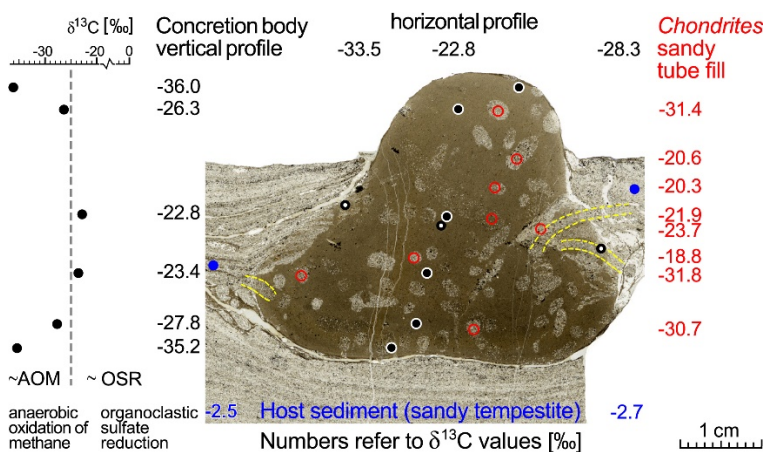 δ¹³C [‰]
-30
-20
0
Concretion body
vertical profile
horizontal profile
-33.5
-22.8
-28.3
Chondrites
sandy
tube fill
-36.0
-26.3
-22.8
-23.4
-27.8
-35.2
-31.4
-20.6
-20.3
-21.9
-23.7
-18.8
-31.8
-30.7
~AOM
~ OSR
anaerobic
oxidation of
methane
organoclastic
sulfate
reduction
-2.5
Host sediment (sandy tempestite)
-2.7
Numbers refer to δ¹³C values [‰]
1 cm